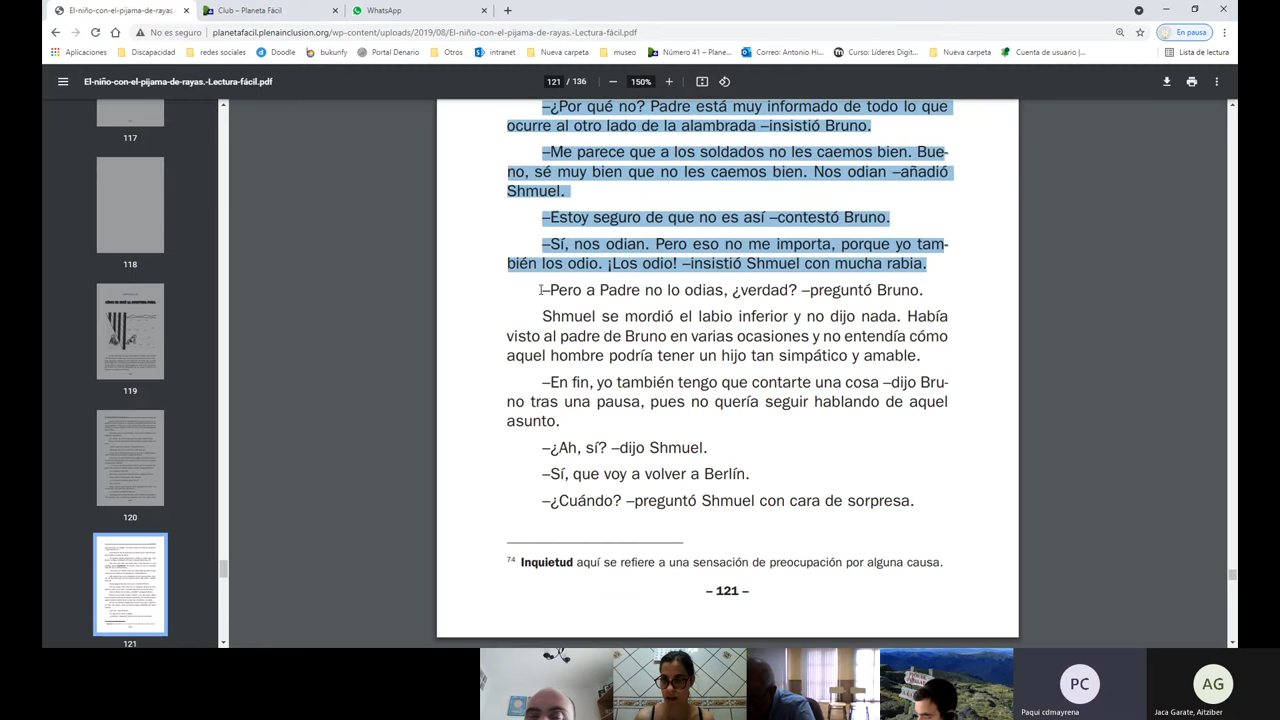 El-niño-con-el-pijama-de-rayas.-L
Club – Planeta Fácil
WhatsApp
No es seguro | planetafacil.plenainclusion.org/wp-content/uploads/2019/08/El-niño-con-el-pijama-de-rayas.-Lectura-fácil.pdf
En pausa
Aplicaciones
Discapacidad
redes sociales
Doodle
bukunfy
Portal Denario
Otros
intranet
Nueva carpeta
museo
Número 41 – Plane...
Correo: Antonio Hi...
Curso: Líderes Digit...
Nueva carpeta
Cuenta de usuario|...
Lista de lectura
El-niño-con-el-pijama-de-rayas.-Lectura-fácil.pdf
121 / 136
150%
117
118
119
120
121
–¿Por qué no? Padre está muy informado de todo lo que
ocurre al otro lado de la alambrada –insistió Bruno.
–Me parece que a los soldados no les caemos bien. Bue-
no, sé muy bien que no les caemos bien. Nos odian –añadió
Shmuel.
–Estoy seguro de que no es así –contestó Bruno.
–Sí, nos odian. Pero eso no me importa, porque yo tam-
bién los odio. ¡Los odio! –insistió Shmuel con mucha rabia.
–Pero a Padre no lo odias, ¿verdad? –preguntó Bruno.
Shmuel se mordió el labio inferior y no dijo nada. Había
visto al padre de Bruno en varias ocasiones y no entendía cómo
aquel hombre podría tener un hijo tan simpático y amable.
–En fin, yo también tengo que contarte una cosa –dijo Bru-
no tras una pausa, pues no quería seguir hablando de aquel
asunto.
–¿Ah, sí? –dijo Shmuel.
–Sí, que voy a volver a Berlín.
–¿Cuándo? –preguntó Shmuel con cara de sorpresa.
74 Inquietud aquí se refiere a una sensación de preocupación por alguna causa.
– 121 –
PC
Paqui cdmayrena
AG
Jaca Garate, Aitziber